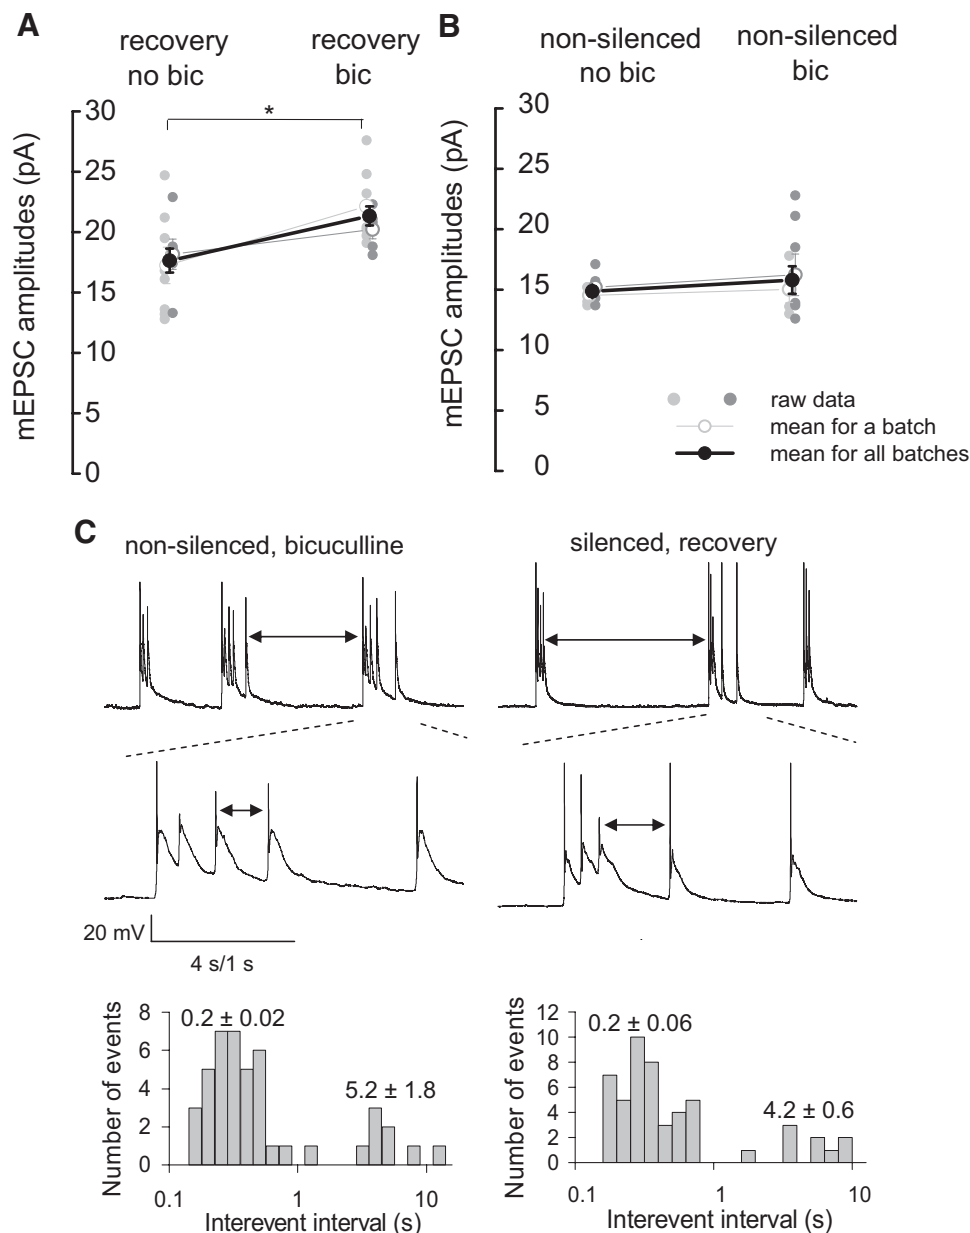 A
recovery
no bic
recovery
bic
*
mEPSC amplitudes (pA)
30
25
20
15
10
5
0
B
non-silenced
no bic
non-silenced
bic
mEPSC amplitudes (pA)
30
25
20
15
10
5
0
raw data
mean for a batch
mean for all batches
C
non-silenced, bicuculline
silenced, recovery
20 mV
4 s/1 s
Number of events
8
6
4
2
0
0.2 ± 0.02
5.2 ± 1.8
0.1
1
10
Interevent interval (s)
Number of events
12
10
8
6
4
2
0
0.2 ± 0.06
4.2 ± 0.6
0.1
1
10
Interevent interval (s)